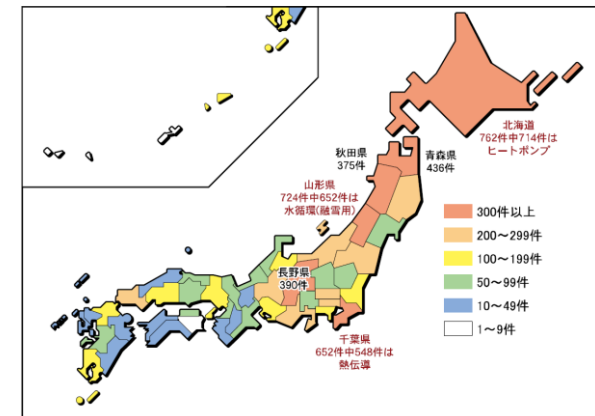 北海道
762件中714件は
ヒートポンプ
秋田県
375件
青森県
436件
山形県
724件中652件は
水循環(融雪用)
長野県
390件
千葉県
652件中548件は
熱伝導
300件以上
200〜299件
100〜199件
50〜99件
10〜49件
1〜9件